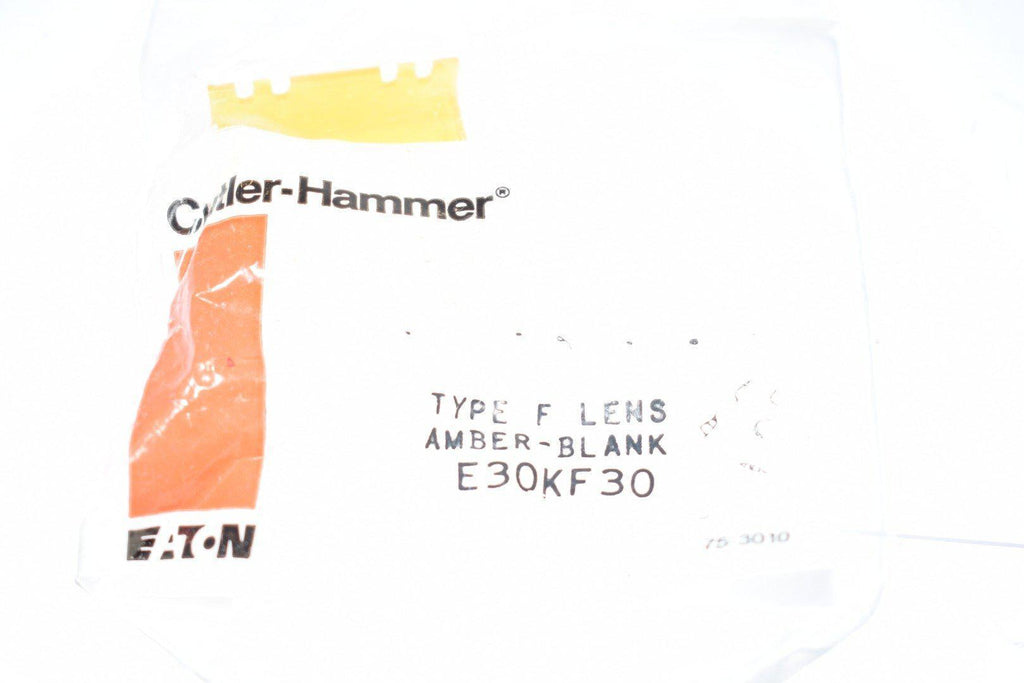 Cutler-Hammer®
TYPE F LENS
AMBER-BLANK
E30KF30
75-3010
EATON